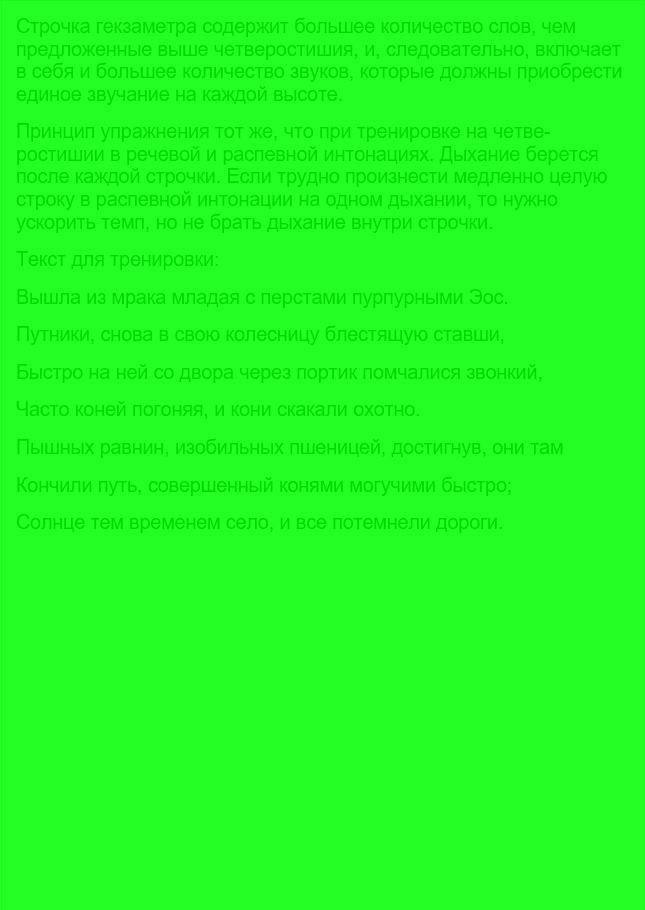 Строчка гекзаметра содержит большее количество слов, чем
предложенные выше четверостишия, и, следовательно, включает
в себя и большее количество звуков, которые должны приобрести
единое звучание на каждой высоте.
Принцип упражнения тот же, что при тренировке на четве-
ростишии в речевой и распевной интонациях. Дыхание берется
после каждой строчки. Если трудно произнести медленно целую
строку в распевной интонации на одном дыхании, то нужно
ускорить темп, но не брать дыхание внутри строчки.
Текст для тренировки:
Вышла из мрака младая с перстами пурпурными Эос.
Путники, снова в свою колесницу блестящую ставши,
Быстро на ней со двора через портик помчалися звонкий,
Часто коней погоняя, и кони скакали охотно.
Пышных равнин, изобильных пшеницей, достигнув, они там
Кончили путь, совершенный конями могучими быстро;
Солнце тем временем село, и все потемнели дороги.